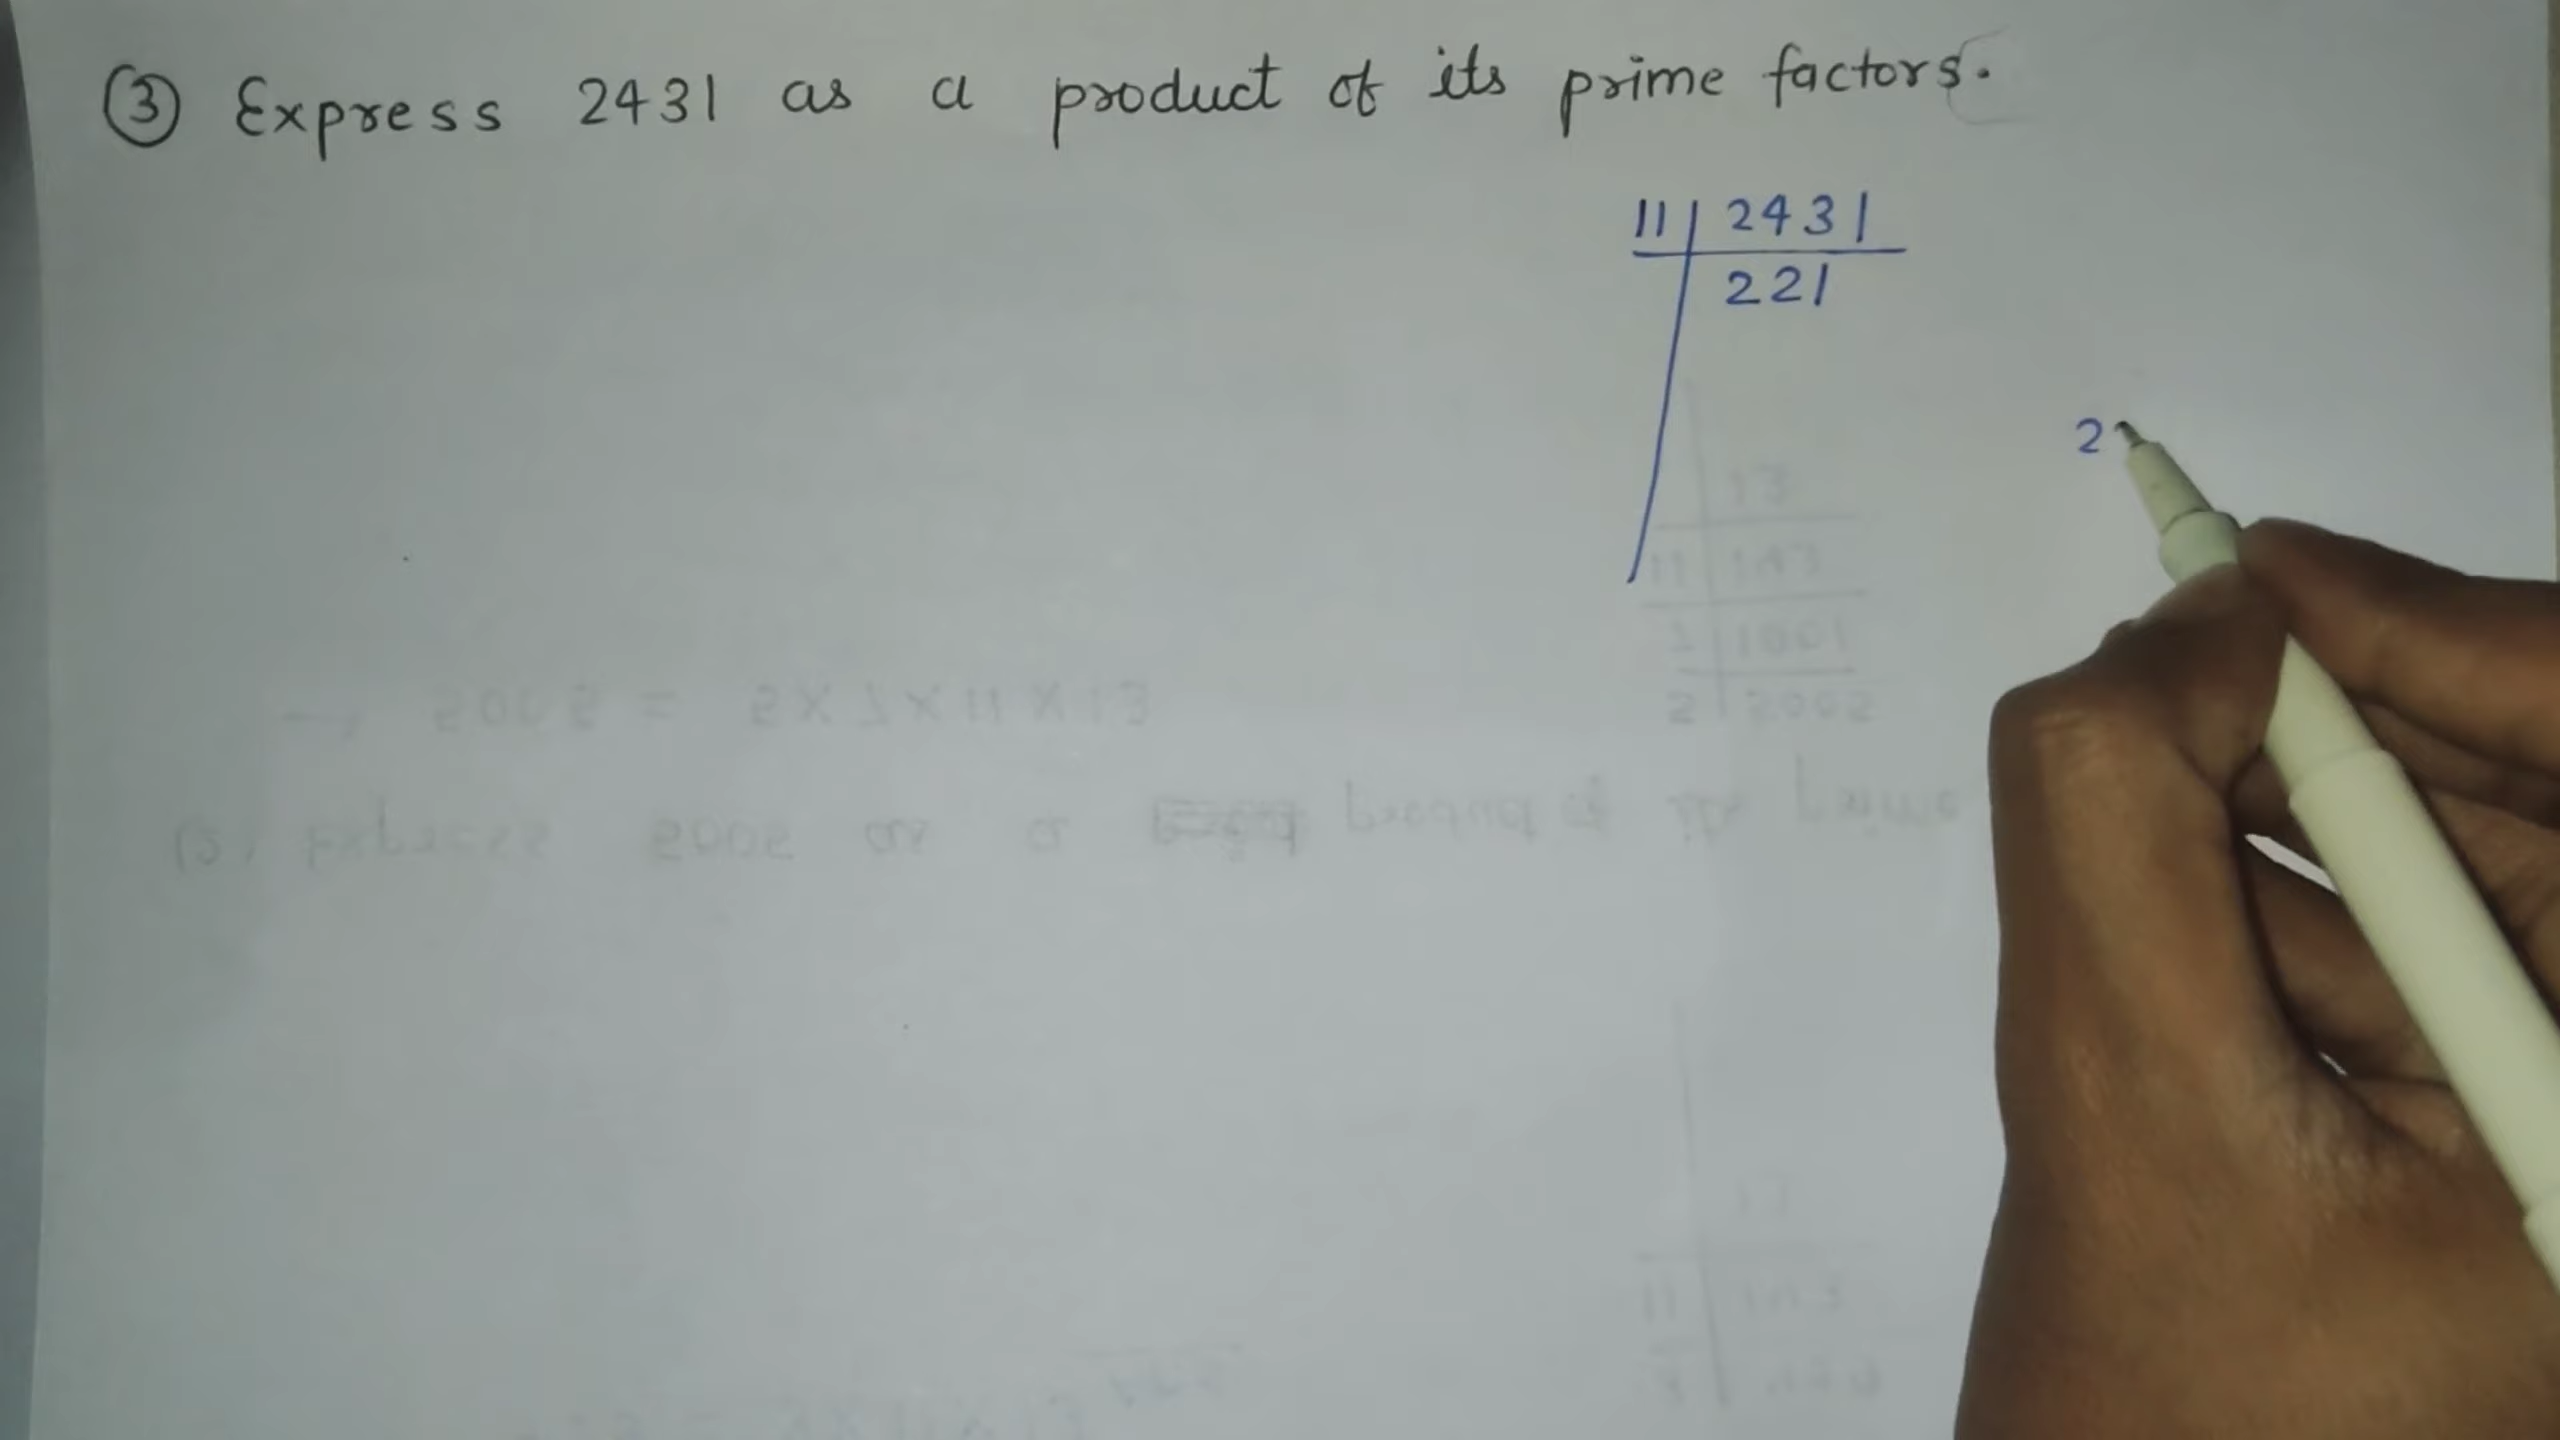 ③ Express 2431 as a product of its prime factors.
11 | 2431
221
2